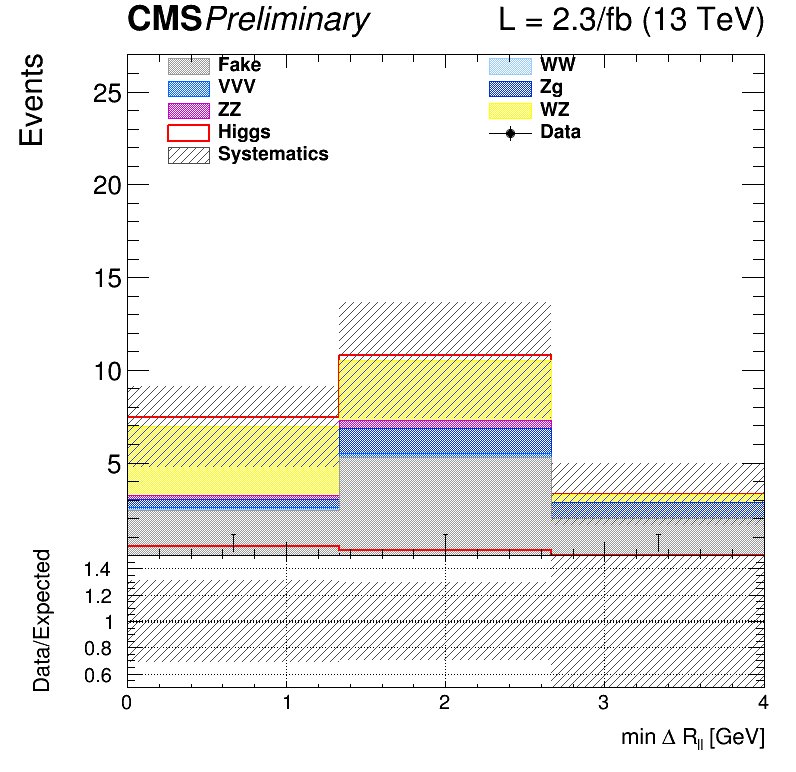 CMSPreliminary L = 2.3/fb (13 TeV)
Events
Fake WW
VVV Zg
ZZ WZ
Higgs Data
Systematics
25
20
15
10
5
Data/Expected
1.4
1.2
1
0.8
0.6
0 1 2 3 4
min Δ R_ll [GeV]